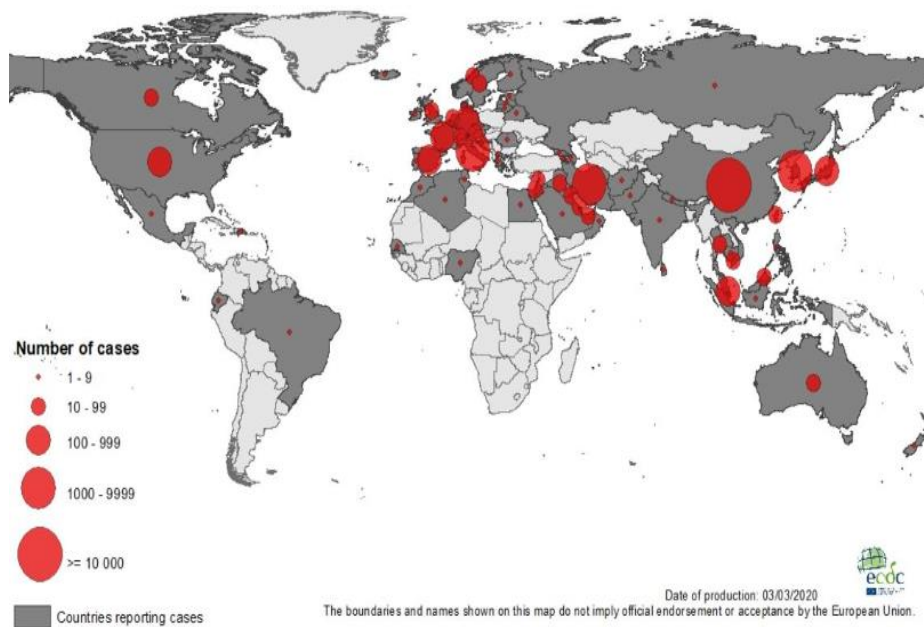 Number of cases
1 - 9
10 - 99
100 - 999
1000 - 9999
>= 10 000
Countries reporting cases
ecdc
Date of production: 03/03/2020
The boundaries and names shown on this map do not imply official endorsement or acceptance by the European Union.